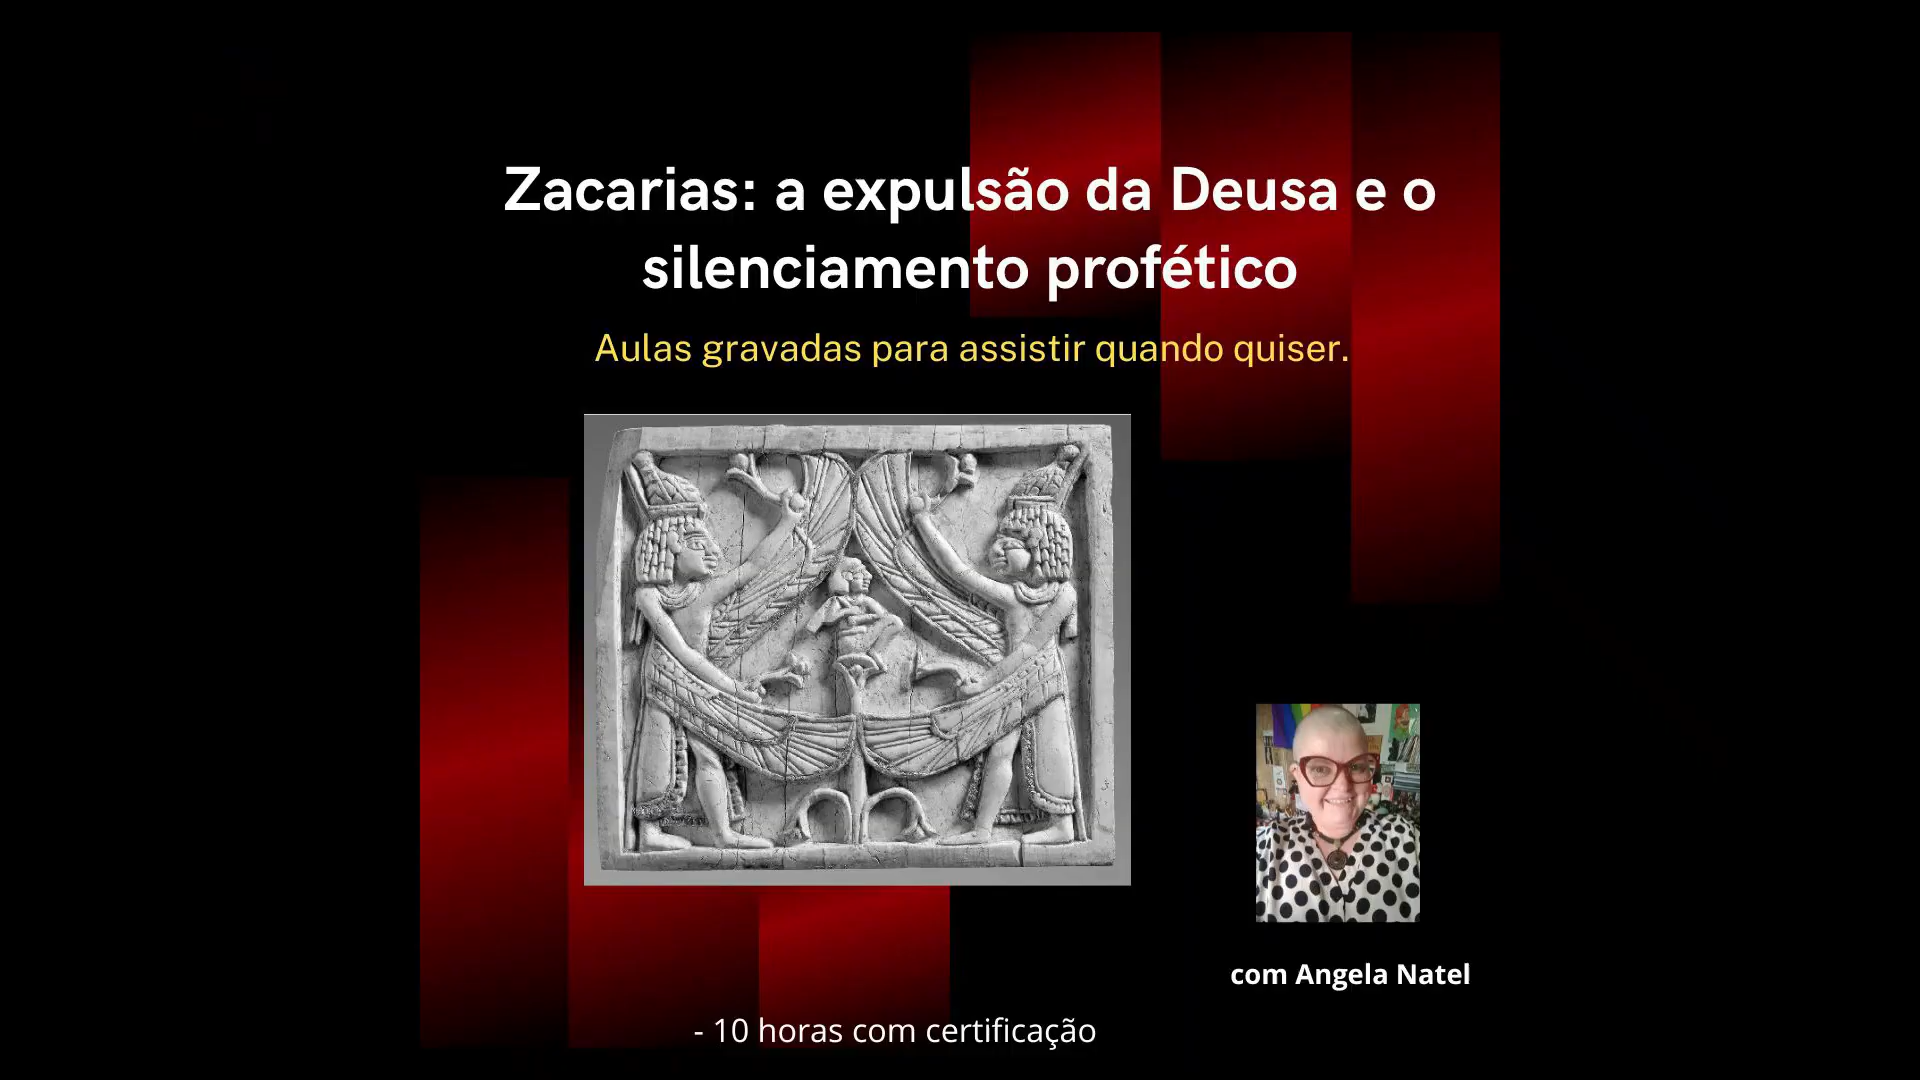 Zacarias: a expulsão da Deusa e o
silenciamento profético
Aulas gravadas para assistir quando quiser.
com Angela Natel
- 10 horas com certificação